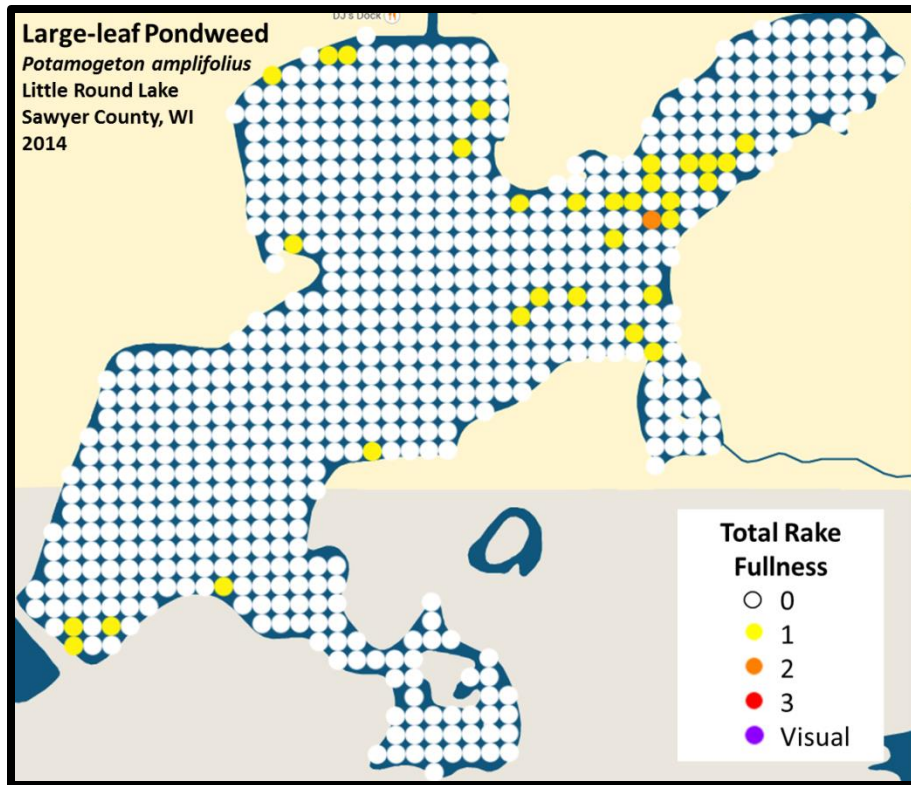 DJ's Dock
Large-leaf Pondweed
Potamogeton amplifolius
Little Round Lake
Sawyer County, WI
2014
Total Rake
Fullness
0
1
2
3
Visual